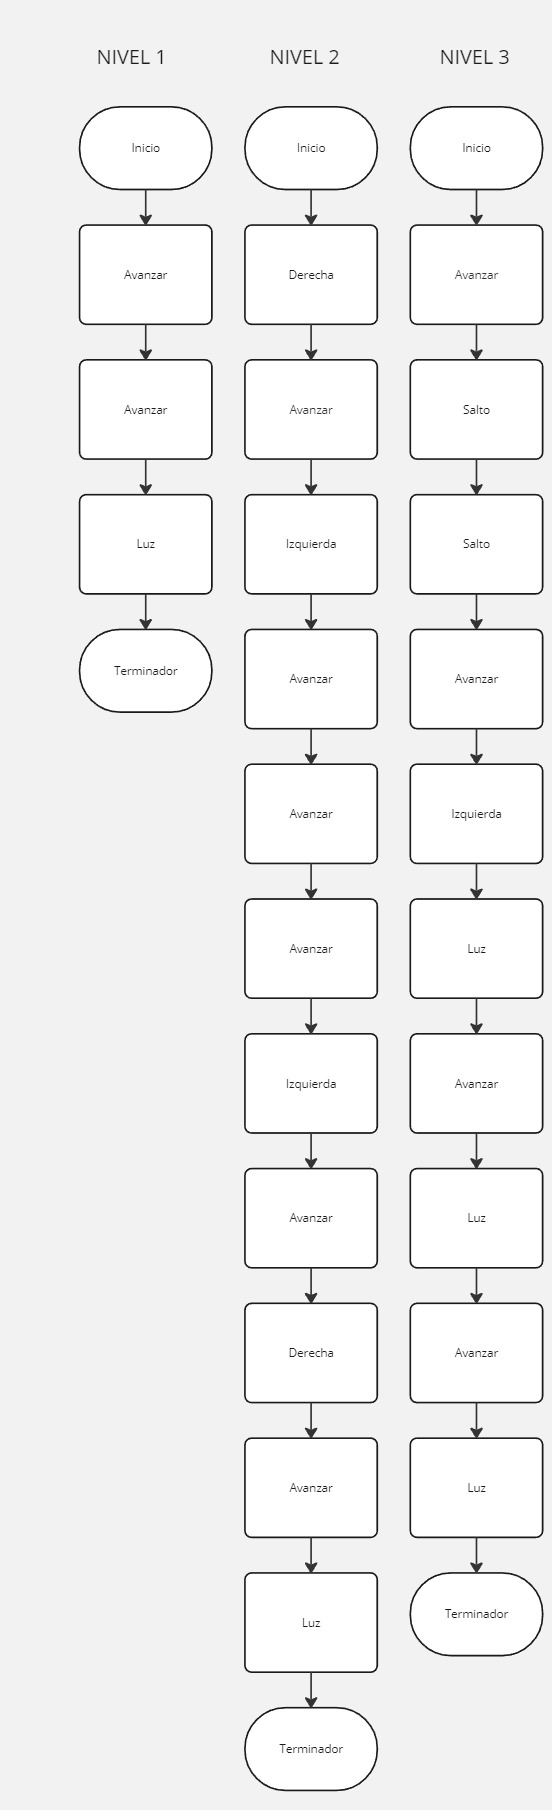 NIVEL 1
Inicio
Avanzar
Avanzar
Luz
Terminador
NIVEL 2
Inicio
Derecha
Avanzar
Izquierda
Avanzar
Avanzar
Avanzar
Izquierda
Avanzar
Derecha
Avanzar
Luz
Terminador
NIVEL 3
Inicio
Avanzar
Salto
Salto
Avanzar
Izquierda
Luz
Avanzar
Luz
Avanzar
Luz
Terminador